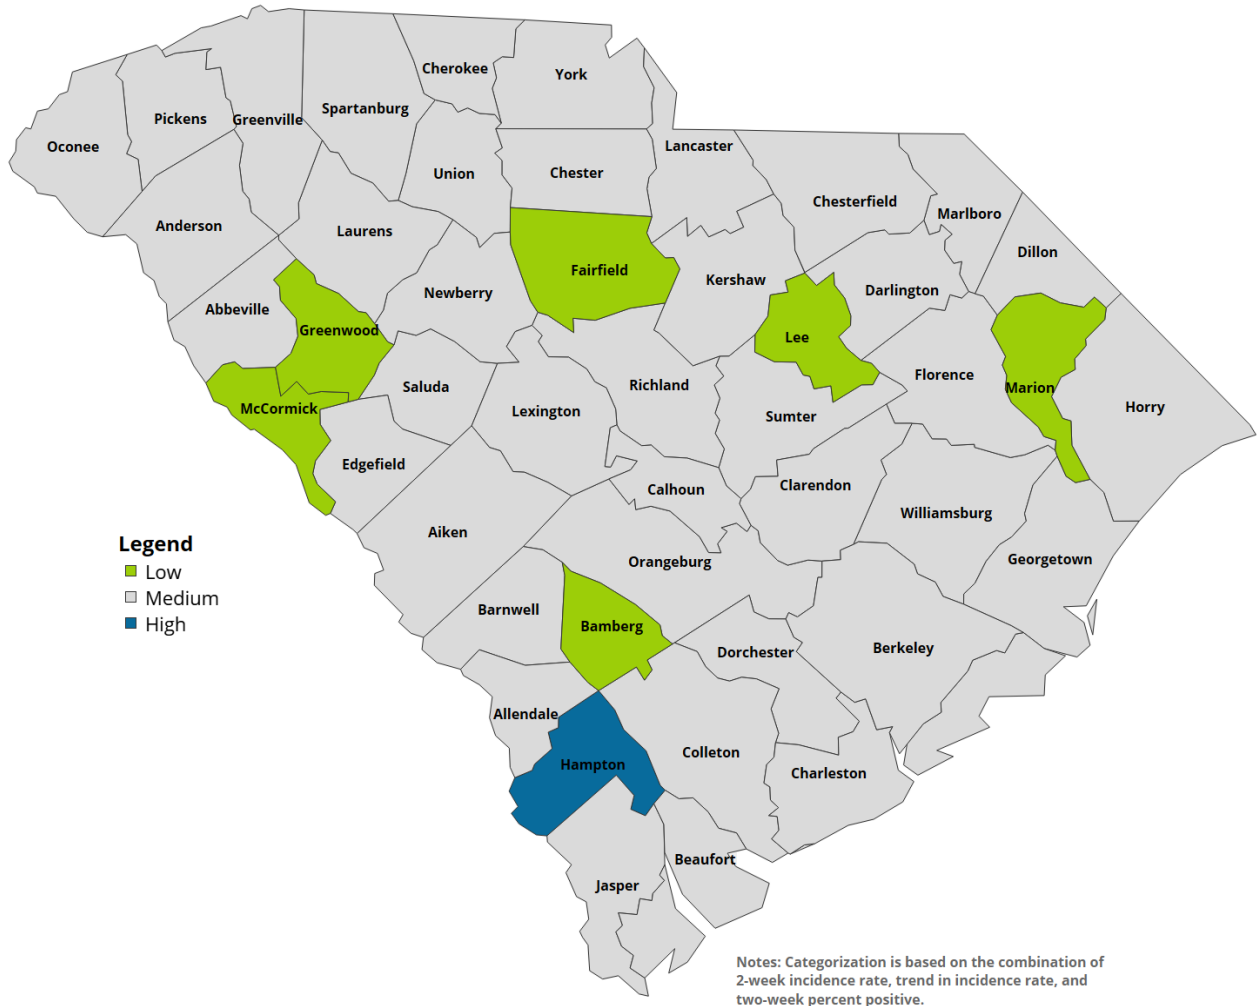 Cherokee
York
Pickens
Greenville
Spartanburg
Oconee
Lancaster
Union
Chester
Chesterfield
Marlboro
Anderson
Laurens
Dillon
Fairfield
Kershaw
Newberry
Darlington
Abbeville
Greenwood
Lee
Florence
Saluda
Richland
Marion
McCormick
Lexington
Sumter
Horry
Edgefield
Calhoun
Clarendon
Williamsburg
Aiken
Orangeburg
Georgetown
Legend
Low
Medium
High
Barnwell
Bamberg
Dorchester
Berkeley
Allendale
Colleton
Hampton
Charleston
Beaufort
Jasper
Notes: Categorization is based on the combination of
2-week incidence rate, trend in incidence rate, and
two-week percent positive.